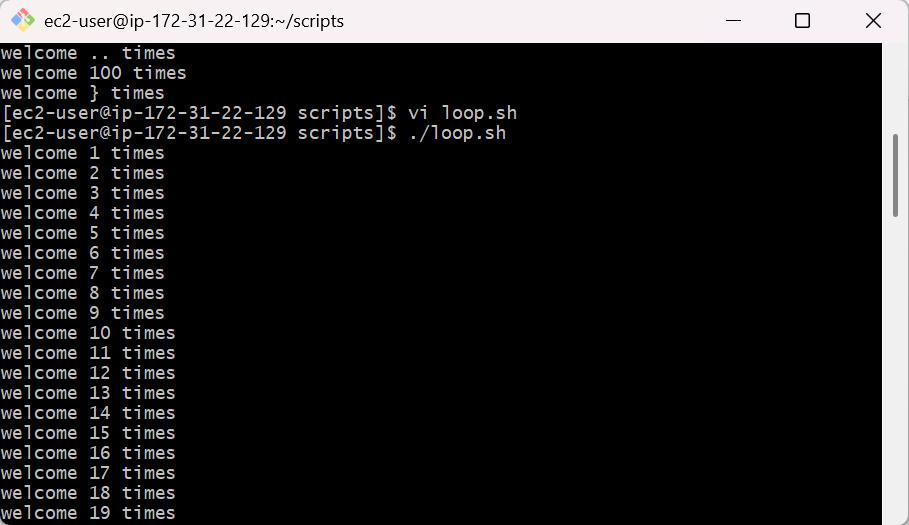 ec2-user@ip-172-31-22-129:~/scripts
welcome .. times
welcome 100 times
welcome } times
[ec2-user@ip-172-31-22-129 scripts]$ vi loop.sh
[ec2-user@ip-172-31-22-129 scripts]$ ./loop.sh
welcome 1 times
welcome 2 times
welcome 3 times
welcome 4 times
welcome 5 times
welcome 6 times
welcome 7 times
welcome 8 times
welcome 9 times
welcome 10 times
welcome 11 times
welcome 12 times
welcome 13 times
welcome 14 times
welcome 15 times
welcome 16 times
welcome 17 times
welcome 18 times
welcome 19 times